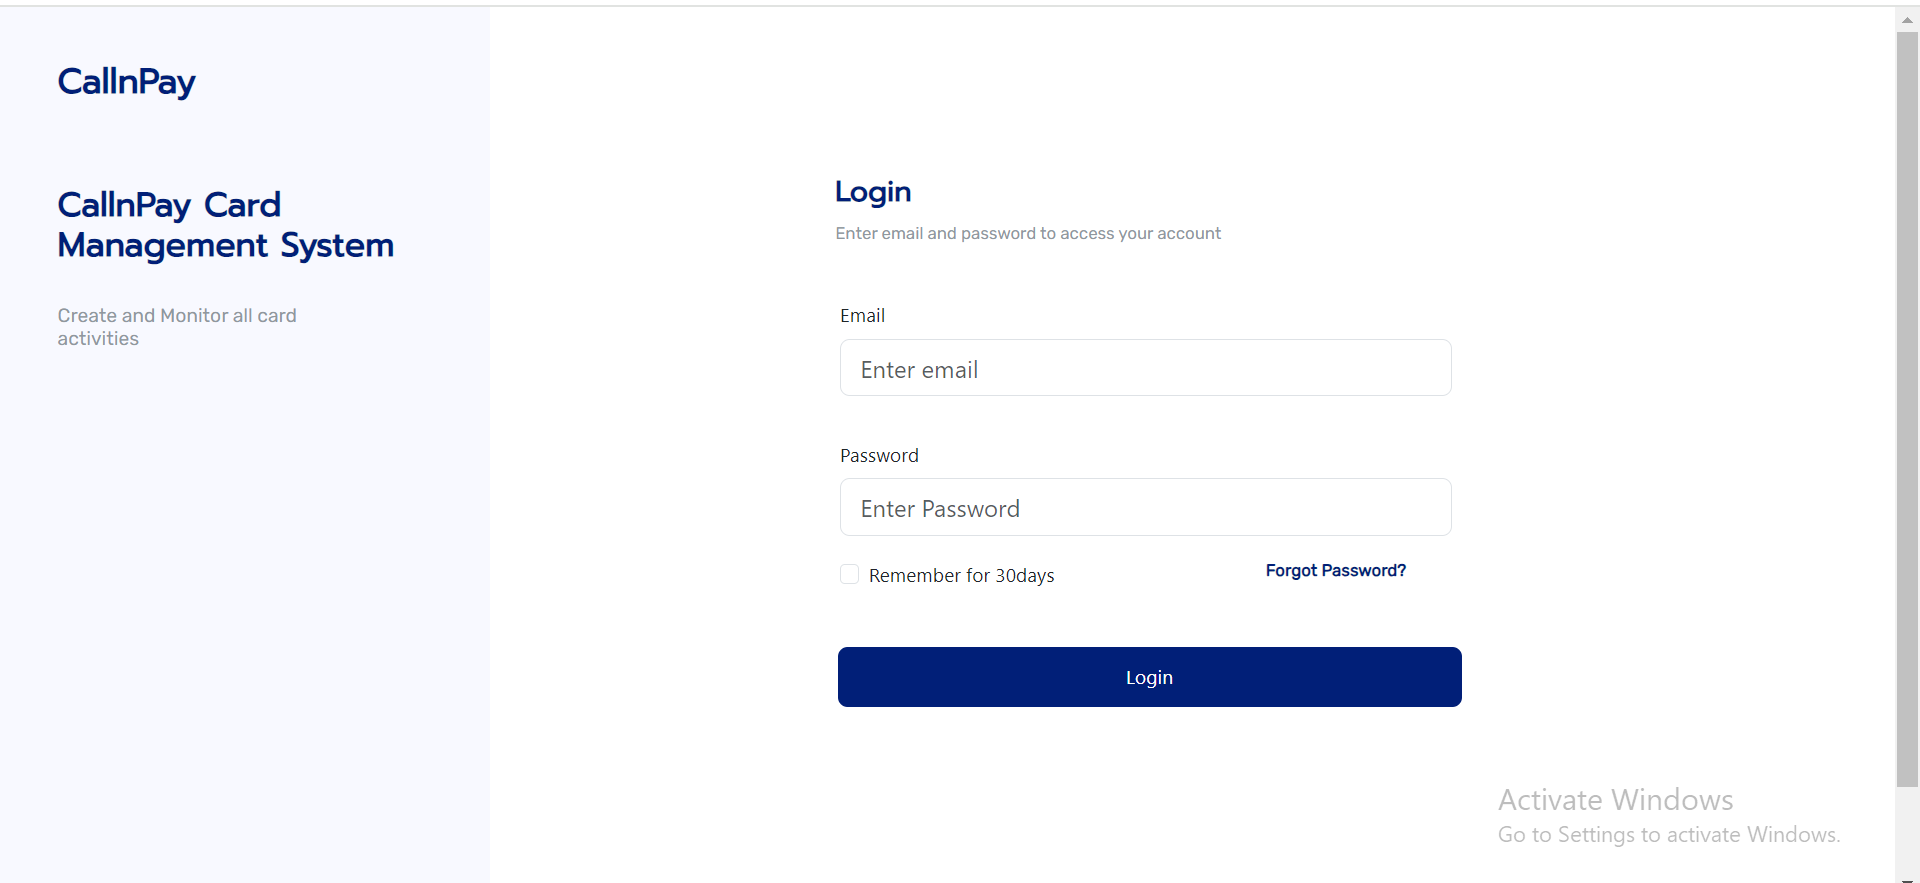 CallnPay
CallnPay Card
Management System
Create and Monitor all card
activities
Login
Enter email and password to access your account
Email
Enter email
Password
Enter Password
Remember for 30days
Forgot Password?
Login
Activate Windows
Go to Settings to activate Windows.